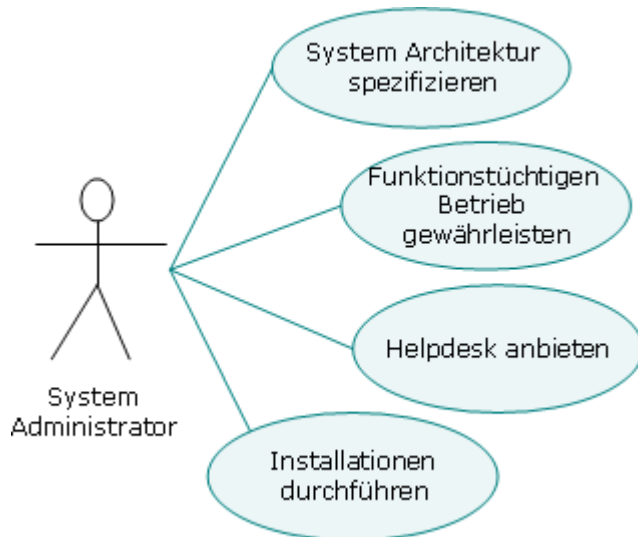 System Architektur
spezifizieren
Funktionstüchtigen
Betrieb
gewährleisten
Helpdesk anbieten
System
Administrator
Installationen
durchführen